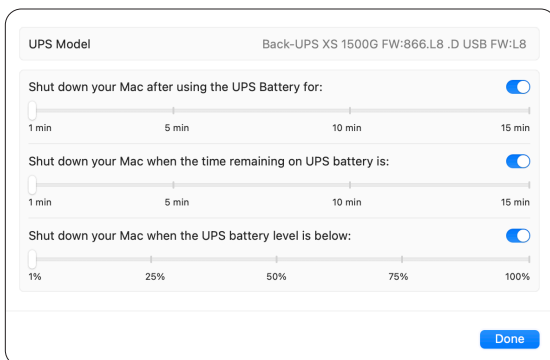 UPS Model Back-UPS XS 1500G FW:866.L8 .D USB FW:L8
Shut down your Mac after using the UPS Battery for:
1 min 5 min 10 min 15 min
Shut down your Mac when the time remaining on UPS battery is:
1 min 5 min 10 min 15 min
Shut down your Mac when the UPS battery level is below:
1% 25% 50% 75% 100%
Done